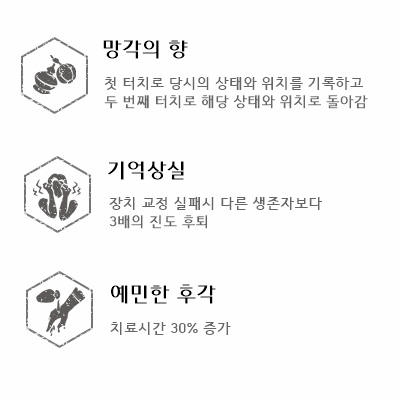 망각의 향
첫 터치로 당시의 상태와 위치를 기록하고
두 번째 터치로 해당 상태와 위치로 돌아감
기억상실
장치 교정 실패시 다른 생존자보다
3배의 진도 후퇴
예민한 후각
치료시간 30% 증가